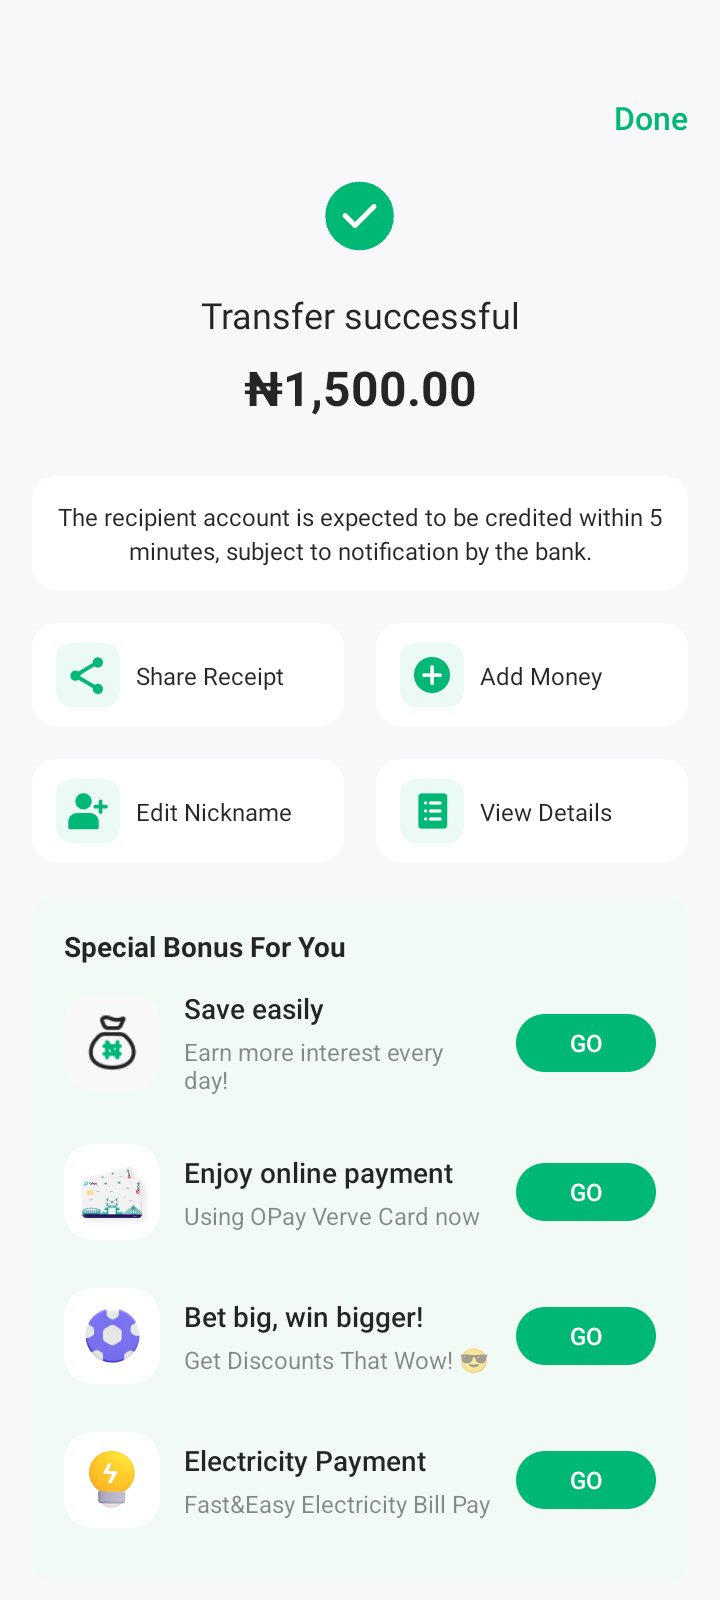 Done
Transfer successful
₦1,500.00
The recipient account is expected to be credited within 5
minutes, subject to notification by the bank.
Share Receipt
Add Money
Edit Nickname
View Details
Special Bonus For You
Save easily
Earn more interest every
day!
GO
Enjoy online payment
Using OPay Verve Card now
GO
Bet big, win bigger!
Get Discounts That Wow! 😎
GO
Electricity Payment
Fast&Easy Electricity Bill Pay
GO